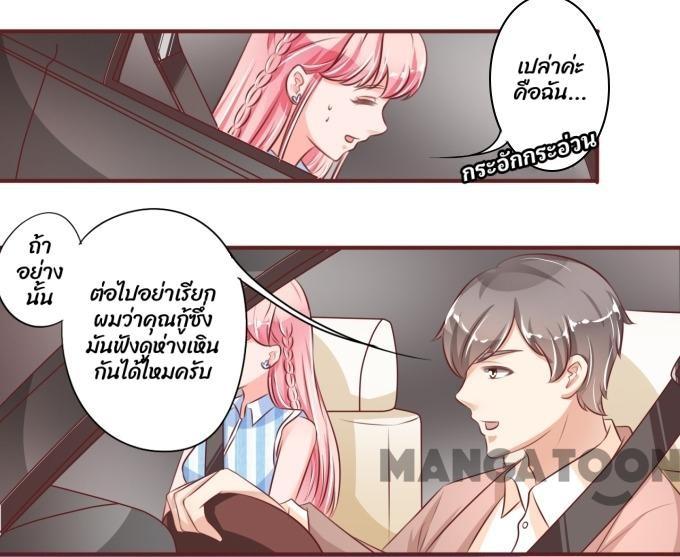 เปล่าค่ะ
คือฉัน...
กระอักกระอ่วน
ถ้า
อย่าง
นั้น
ต่อไปอย่าเรียก
ผมว่าคุณกู้ซึ่ง
มันฟังดูห่างเหิน
กันได้ไหมครับ
MANGATOON